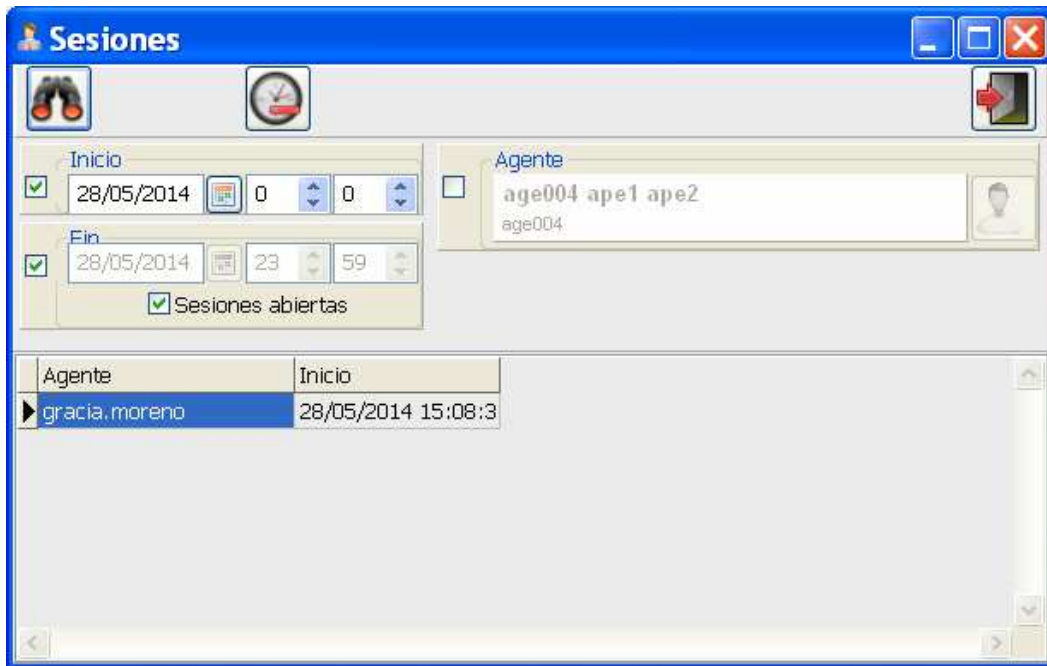 Sesiones
Inicio
28/05/2014 0 0
Agente
age004 ape1 ape2
age004
Fin
28/05/2014 23 59
Sesiones abiertas
Agente Inicio
gracia.moreno 28/05/2014 15:08:3